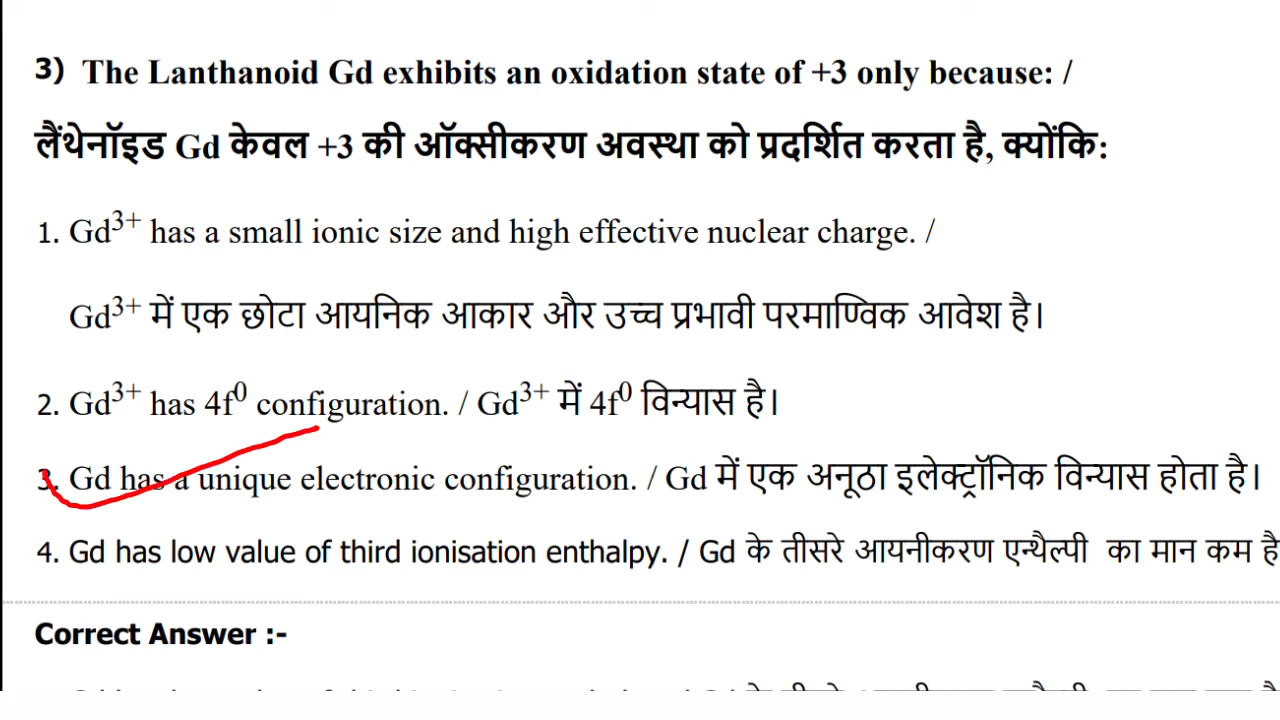 3) The Lanthanoid Gd exhibits an oxidation state of +3 only because: /
लैंथेनॉइड Gd केवल +3 की ऑक्सीकरण अवस्था को प्रदर्शित करता है, क्योंकि:
1. Gd3+ has a small ionic size and high effective nuclear charge. /
Gd3+ में एक छोटा आयनिक आकार और उच्च प्रभावी परमाण्विक आवेश है।
2. Gd3+ has 4f0 configuration. / Gd3+ में 4f0 विन्यास है।
3. Gd has a unique electronic configuration. / Gd में एक अनूठा इलेक्ट्रॉनिक विन्यास होता है।
4. Gd has low value of third ionisation enthalpy. / Gd के तीसरे आयनीकरण एन्थैल्पी का मान कम है
Correct Answer :-